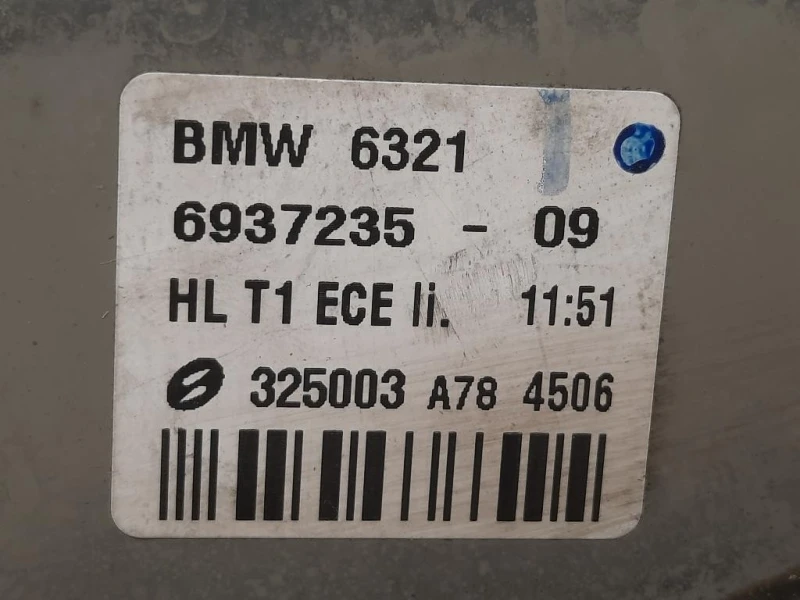 BMW 6321
6937235 - 09
HL T1 ECE li. 11:51
325003 A78 4506